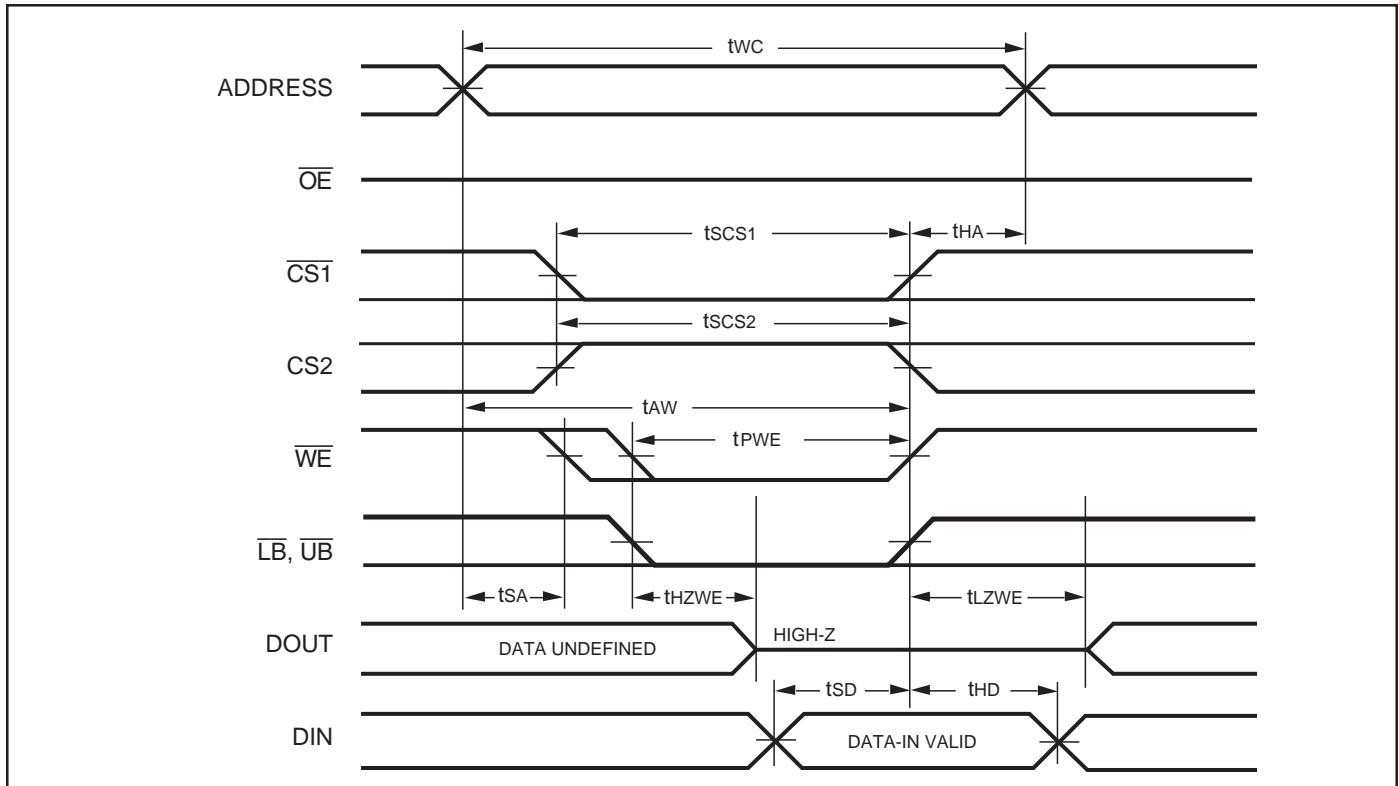 tWC
ADDRESS
OE
tSCS1
tHA
CS1
tSCS2
CS2
tAW
tPWE
WE
LB, UB
tSA
tHZWE
tLZWE
DOUT
DATA UNDEFINED
HIGH-Z
tSD
tHD
DIN
DATA-IN VALID